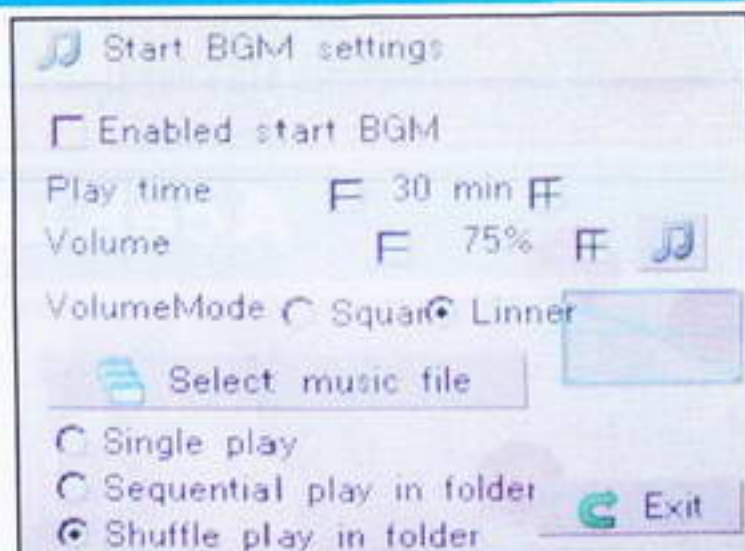 Start BGM settings
Enabled start BGM
Play time 30 min
Volume 75%
VolumeMode Squar Linner
Select music file
Single play
Sequential play in folder
Shuffle play in folder
Exit